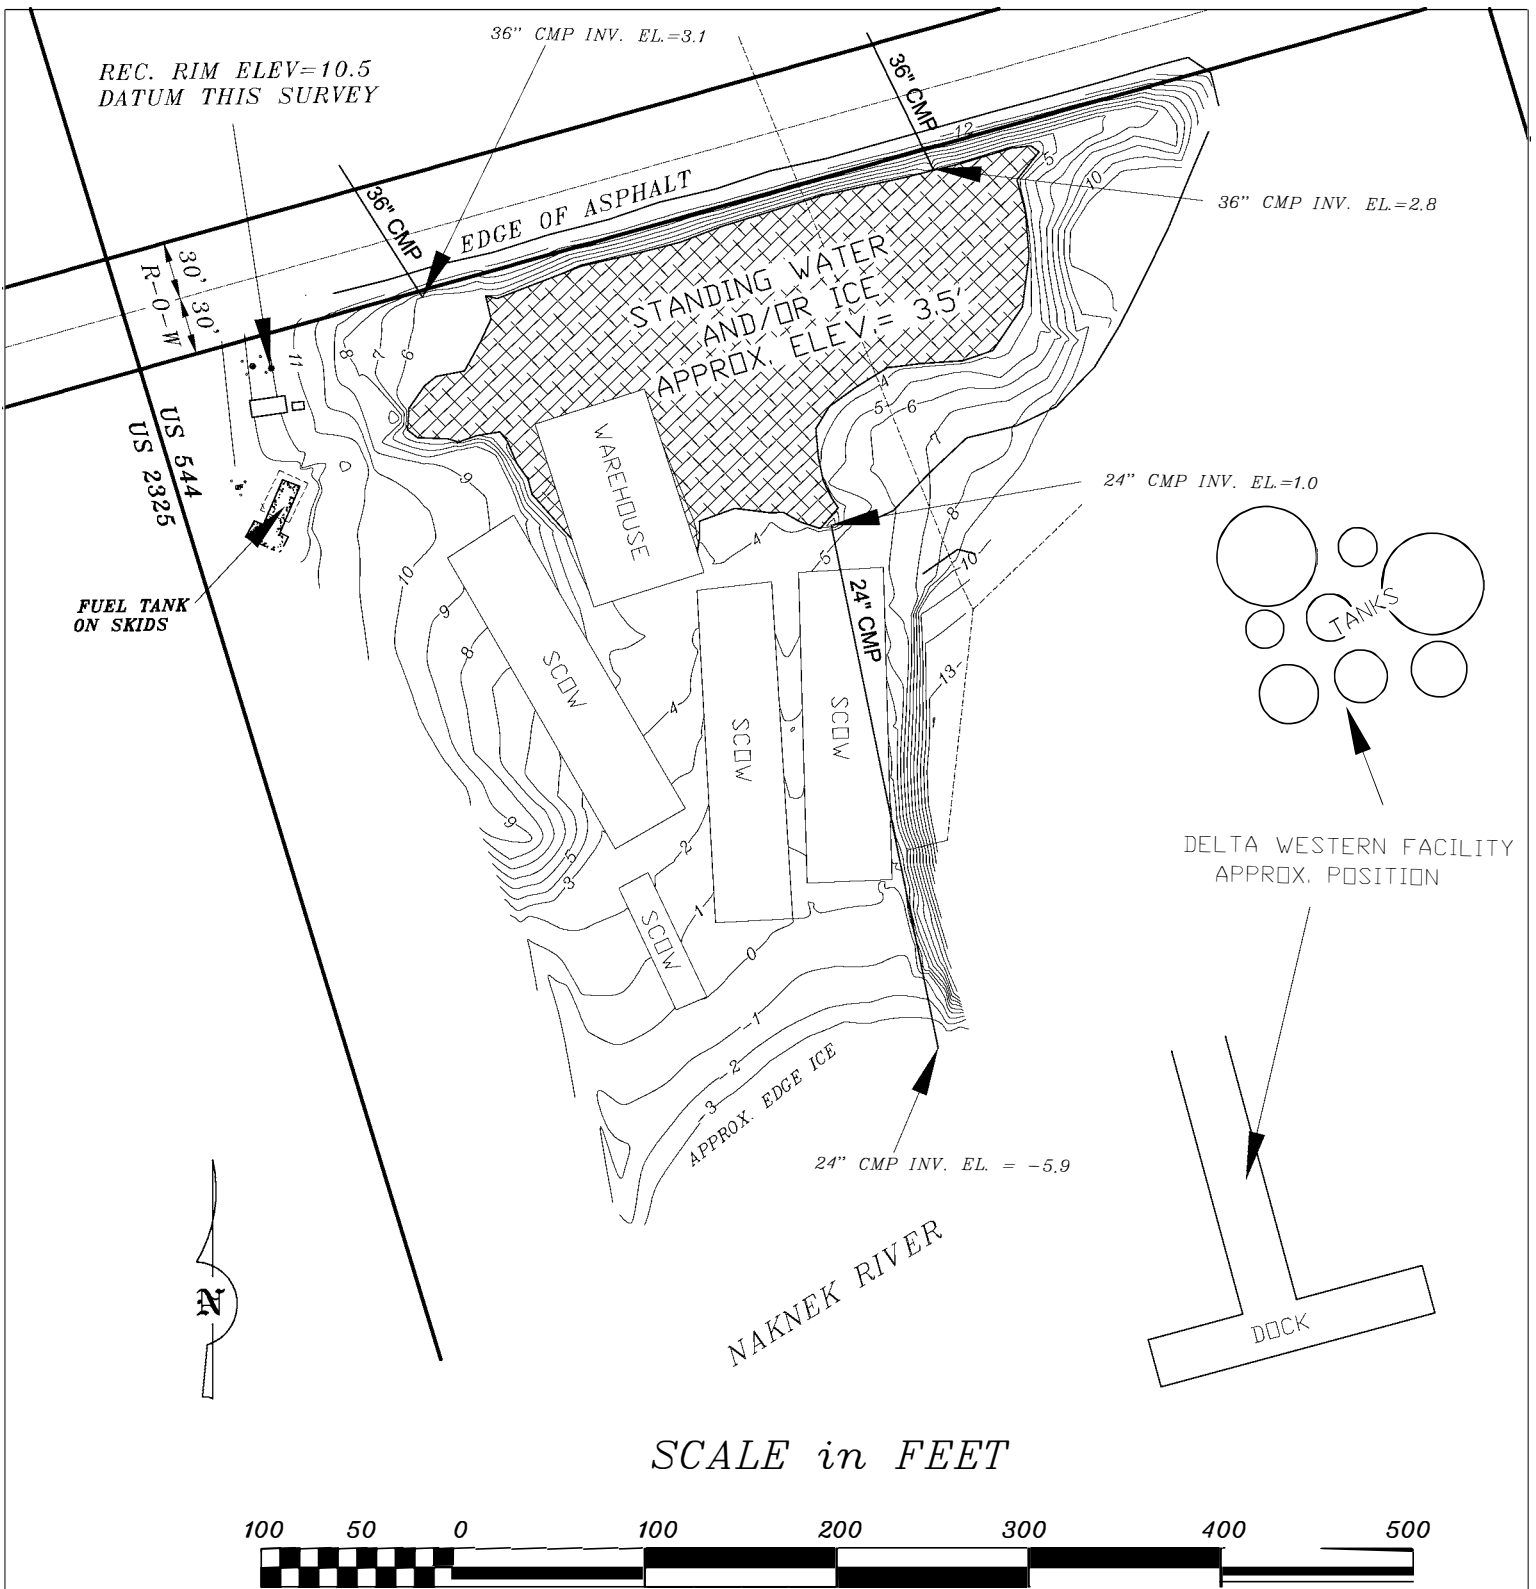 36" CMP INV. EL.=3.1
REC. RIM ELEV=10.5
DATUM THIS SURVEY
36" CMP
12
5
10
36" CMP
EDGE OF ASPHALT
36" CMP INV. EL.=2.8
30' 30'
R-O-W
STANDING WATER
AND/OR ICE
APPROX. ELEV.= 3.5'
11
8
7
6
4
5
6
7
US 544
US 2325
WAREHOUSE
9
24" CMP INV. EL.=1.0
8
4
5
10
10
FUEL TANK
ON SKIDS
9
8
24" CMP
TANKS
SCOW
4
SCOW
SCOW
13
9
5
3
2
DELTA WESTERN FACILITY
APPROX. POSITION
1
SCOW
0
-1
-2
-3
APPROX. EDGE ICE
24" CMP INV. EL. = -5.9
NAKNEK RIVER
N
DOCK
SCALE in FEET
100 50 0 100 200 300 400 500